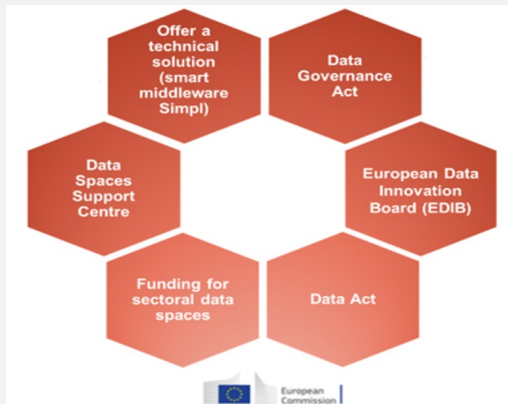 Offer a
technical
solution
(smart
middleware
Simpl)
Data
Governance
Act
Data
Spaces
Support
Centre
European Data
Innovation
Board (EDIB)
Funding for
sectoral data
spaces
Data Act
European
Commission